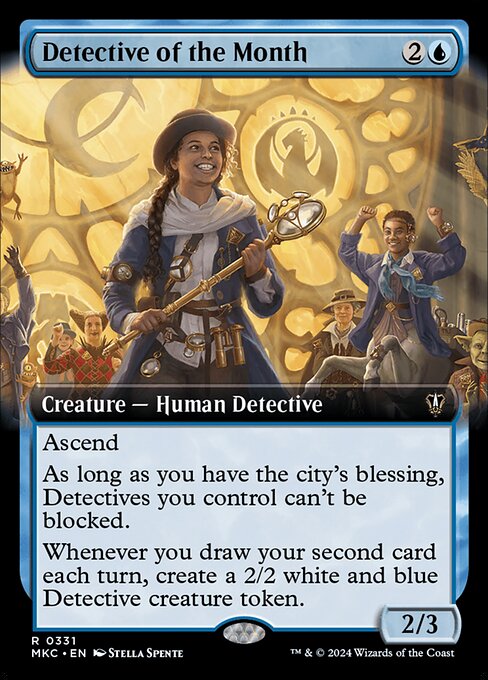 Detective of the Month 2
Creature — Human Detective
Ascend
As long as you have the city's blessing,
Detectives you control can't be
blocked.
Whenever you draw your second card
each turn, create a 2/2 white and blue
Detective creature token.
2/3
R 0331
MKC • EN Stella Spente
™ & © 2024 Wizards of the Coast